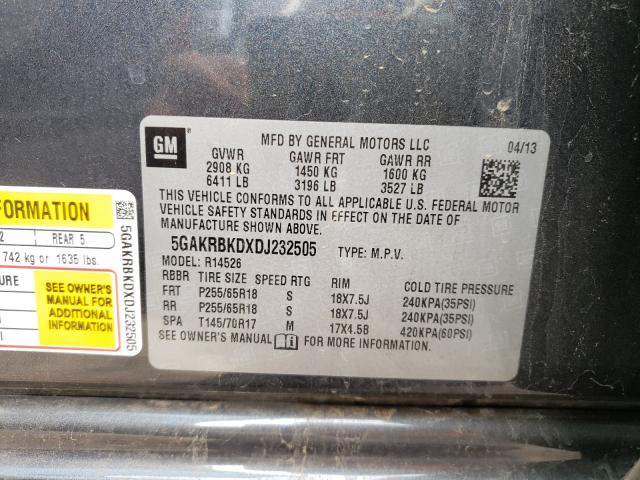 GM
MFD BY GENERAL MOTORS LLC
04/13
GVWR GAWR FRT GAWR RR
2908 KG 1450 KG 1600 KG
6411 LB 3196 LB 3527 LB
THIS VEHICLE CONFORMS TO ALL APPLICABLE U.S. FEDERAL MOTOR
VEHICLE SAFETY STANDARDS IN EFFECT ON THE DATE OF
MANUFACTURE SHOWN ABOVE.
5GAKRBKDXDJ232505 TYPE: M.P.V.
MODEL: R14526
RBBR TIRE SIZE SPEED RTG RIM COLD TIRE PRESSURE
FRT P255/65R18 S 18X7.5J 240KPA(35PSI)
RR P255/65R18 S 18X7.5J 240KPA(35PSI)
SPA T145/70R17 M 17X4.5B 420KPA(60PSI)
SEE OWNER'S MANUAL i FOR MORE INFORMATION.
FORMATION
2 REAR 5
742 kg or 1635 lbs.
SEE OWNER'S
MANUAL FOR
ADDITIONAL
INFORMATION
5GAKRBKDXDJ232505